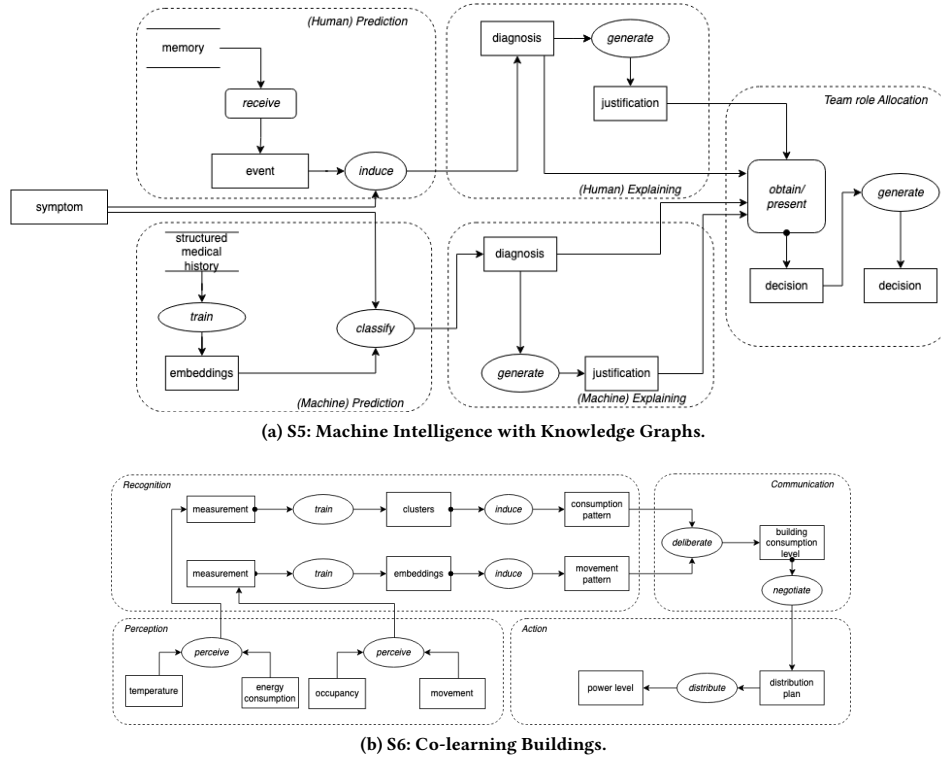 (Human) Prediction
memory
receive
event
induce
diagnosis
generate
justification
(Human) Explaining
Team role Allocation
obtain/
present
generate
decision
decision
symptom
structured
medical
history
train
embeddings
classify
(Machine) Prediction
diagnosis
generate
justification
(Machine) Explaining
(a) S5: Machine Intelligence with Knowledge Graphs.
Recognition
measurement
train
clusters
induce
consumption
pattern
measurement
train
embeddings
induce
movement
pattern
Communication
deliberate
building
consumption
level
negotiate
Perception
perceive
perceive
temperature
energy
consumption
occupancy
movement
Action
power level
distribute
distribution
plan
(b) S6: Co-learning Buildings.